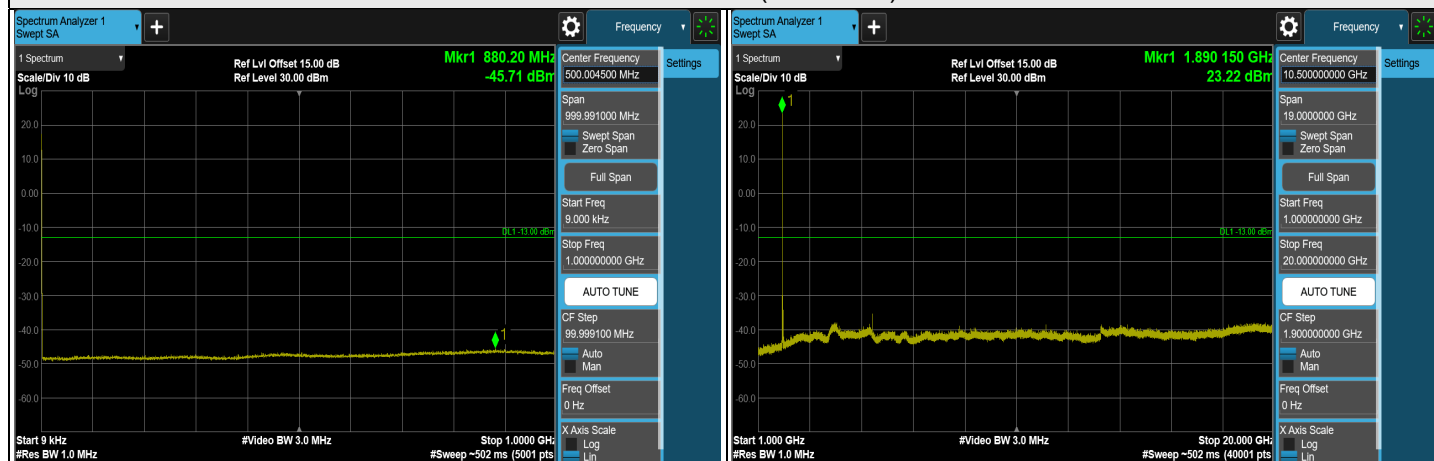 Spectrum Analyzer 1
Swept SA
+
Frequency
1 Spectrum
Scale/Div 10 dB
Log
Ref Lvl Offset 15.00 dB
Ref Level 30.00 dBm
Mkr1 880.20 MHz
-45.71 dBm
1
20.0
10.0
0.00
-10.0
-20.0
-30.0
-40.0
-50.0
-60.0
DL1 -13.00 dBm
Start 9 kHz
#Res BW 1.0 MHz
#Video BW 3.0 MHz
Stop 1.0000 GHz
#Sweep ~502 ms (5001 pts
Center Frequency
500.004500 MHz
Span
999.991000 MHz
Swept Span
Zero Span
Full Span
Start Freq
9.000 kHz
Stop Freq
1.000000000 GHz
AUTO TUNE
CF Step
99.999100 MHz
Auto
Man
Freq Offset
0 Hz
X Axis Scale
Log
Lin
Settings
Spectrum Analyzer 1
Swept SA
+
Frequency
1 Spectrum
Scale/Div 10 dB
Log
Ref Lvl Offset 15.00 dB
Ref Level 30.00 dBm
Mkr1 1.890 150 GHz
23.22 dBm
1
20.0
10.0
0.00
-10.0
-20.0
-30.0
-40.0
-50.0
-60.0
DL1 -13.00 dBm
Start 1.000 GHz
#Res BW 1.0 MHz
#Video BW 3.0 MHz
Stop 20.000 GHz
#Sweep ~502 ms (40001 pts
Center Frequency
10.500000000 GHz
Span
19.0000000 GHz
Swept Span
Zero Span
Full Span
Start Freq
1.000000000 GHz
Stop Freq
20.000000000 GHz
AUTO TUNE
CF Step
1.900000000 GHz
Auto
Man
Freq Offset
0 Hz
X Axis Scale
Log
Lin
Settings